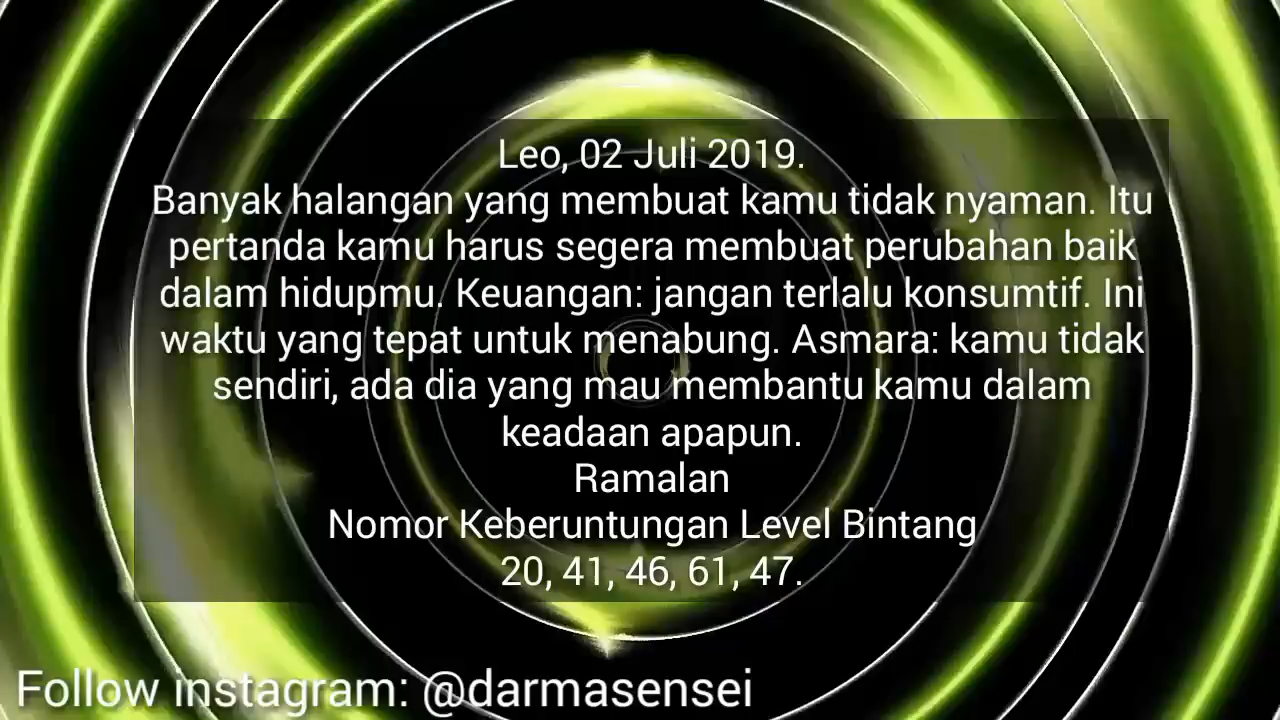 Leo, 02 Juli 2019.
Banyak halangan yang membuat kamu tidak nyaman. Itu
pertanda kamu harus segera membuat perubahan baik
dalam hidupmu. Keuangan: jangan terlalu konsumtif. Ini
waktu yang tepat untuk menabung. Asmara: kamu tidak
sendiri, ada dia yang mau membantu kamu dalam
keadaan apapun.
Ramalan
Nomor Keberuntungan Level Bintang
20, 41, 46, 61, 47.
Follow instagram: @darmasensei